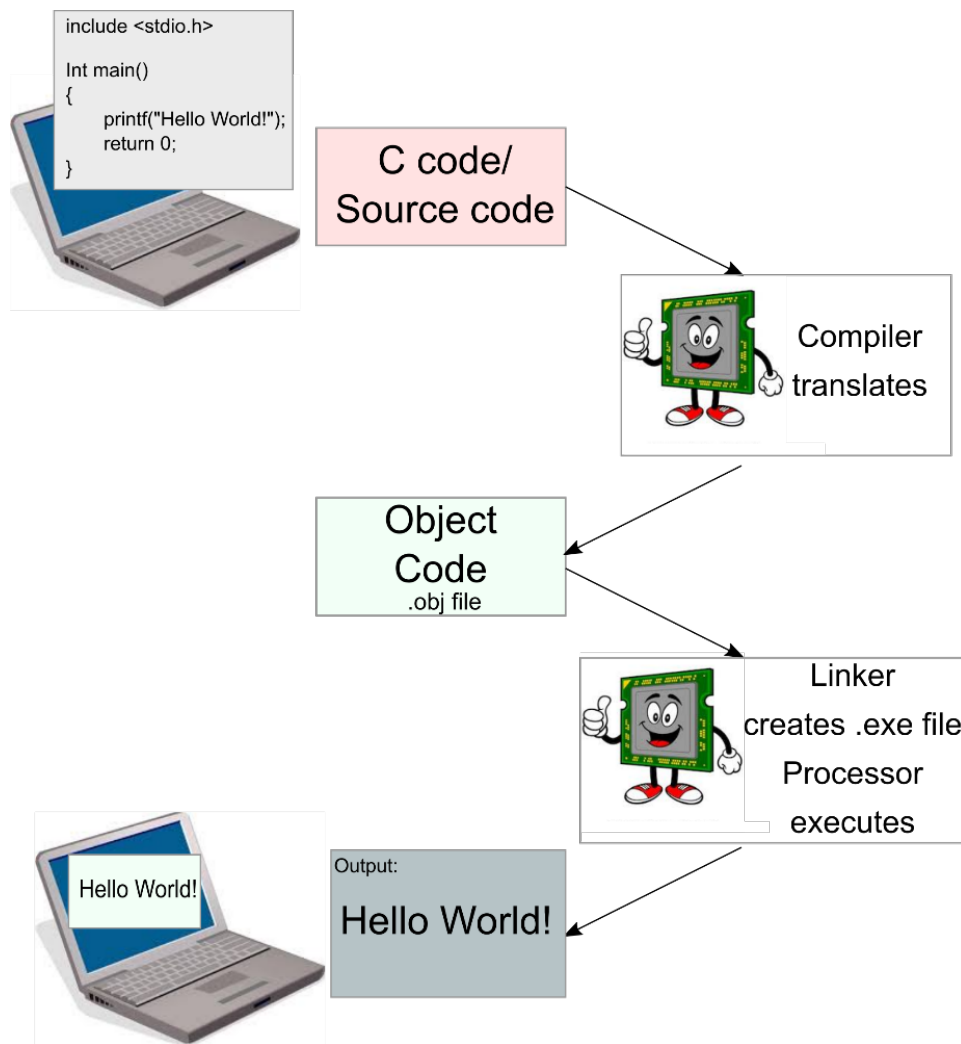 include <stdio.h>
Int main()
{
printf("Hello World!");
return 0;
}
C code/
Source code
Compiler
translates
Object
Code
.obj file
Linker
creates .exe file
Processor
executes
Output:
Hello World!
Hello World!